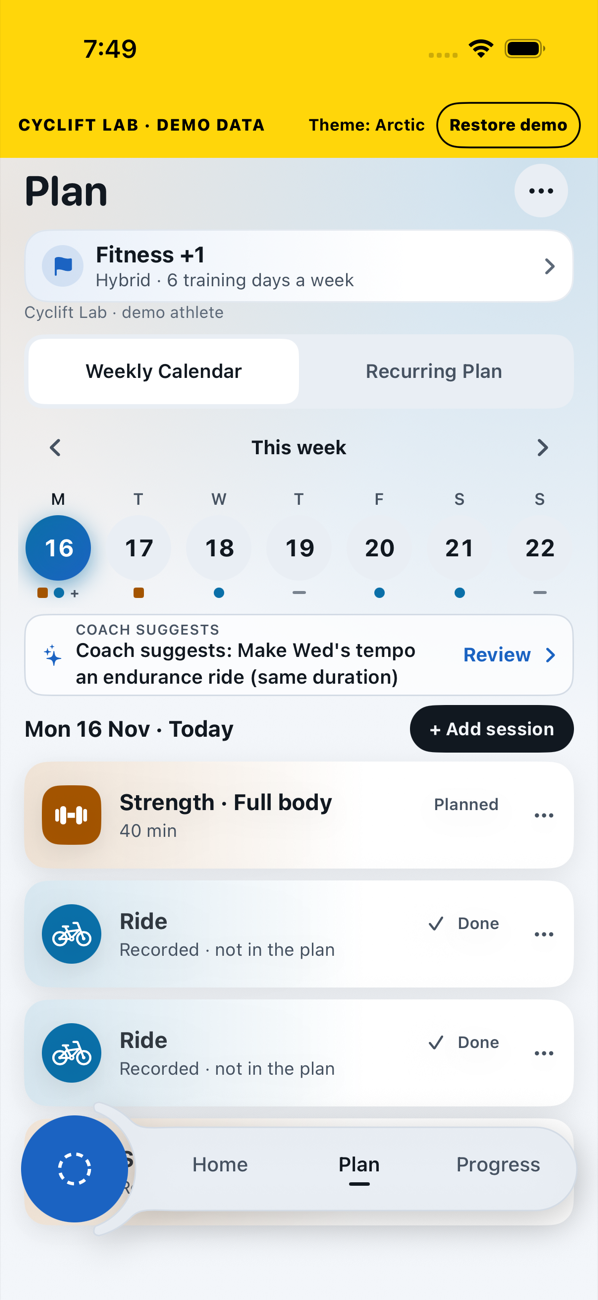 7:49
CYCLIFT LAB · DEMO DATA
Theme: Arctic
Restore demo
Plan
Fitness +1
Hybrid · 6 training days a week
Cyclift Lab · demo athlete
Weekly Calendar
Recurring Plan
This week
M T W T F S S
16 17 18 19 20 21 22
+
COACH SUGGESTS
Coach suggests: Make Wed's tempo
an endurance ride (same duration)
Review
Mon 16 Nov · Today
+ Add session
Strength · Full body
40 min
Planned
Ride
Recorded · not in the plan
Done
Ride
Recorded · not in the plan
Done
Home
Plan
Progress